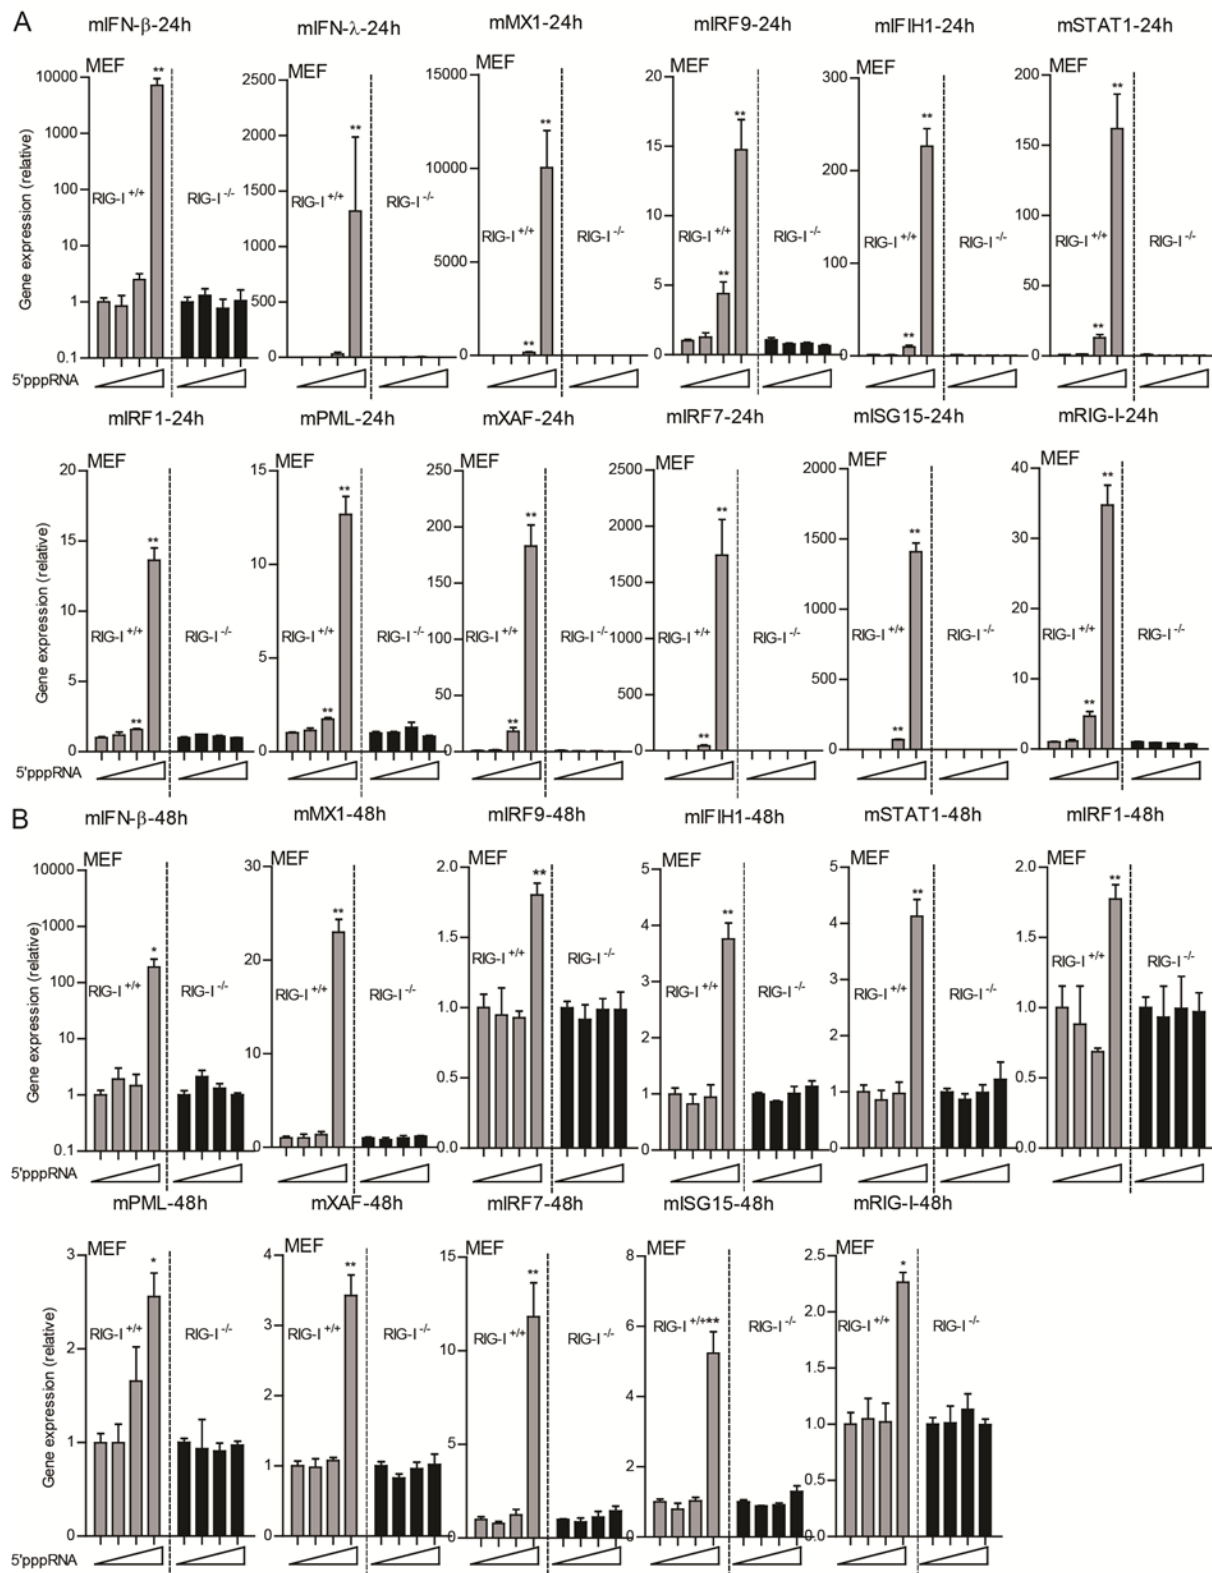 A
mIFN-β-24h mIFN-λ-24h mMX1-24h mIRF9-24h mIFIH1-24h mSTAT1-24h
MEF MEF MEF MEF MEF MEF
Gene expression (relative)
10000 1000 100 10 1 0.1
2500 2000 1500 1000 500 0
15000 10000 5000 0
20 15 10 5 0
300 200 100 0
200 150 100 50 0
** ** ** ** ** ** ** ** ** ** **
RIG-I +/+ RIG-I -/- RIG-I +/+ RIG-I -/- RIG-I +/+ RIG-I -/- RIG-I +/+ RIG-I -/- RIG-I +/+ RIG-I -/- RIG-I +/+ RIG-I -/-
5'pppRNA
mIRF1-24h mPML-24h mXAF-24h mIRF7-24h mISG15-24h mRIG-I-24h
MEF MEF MEF MEF MEF MEF
Gene expression (relative)
20 15 10 5 0
15 10 5 0
250 200 150 100 50 0
2500 2000 1500 1000 500 0
2000 1500 1000 500 0
40 30 20 10 0
** ** ** ** ** ** ** ** ** ** ** **
RIG-I +/+ RIG-I -/- RIG-I +/+ RIG-I -/- RIG-I +/+ RIG-I -/- RIG-I +/+ RIG-I -/- RIG-I +/+ RIG-I -/- RIG-I +/+ RIG-I -/-
5'pppRNA
B
mIFN-β-48h mMX1-48h mIRF9-48h mIFIH1-48h mSTAT1-48h mIRF1-48h
MEF MEF MEF MEF MEF MEF
Gene expression (relative)
10000 1000 100 10 1 0.1
30 20 10 0
2.0 1.5 1.0 0.5 0.0
5 4 3 2 1 0
5 4 3 2 1 0
2.0 1.5 1.0 0.5 0.0
* ** ** ** ** **
RIG-I +/+ RIG-I -/- RIG-I +/+ RIG-I -/- RIG-I +/+ RIG-I -/- RIG-I +/+ RIG-I -/- RIG-I +/+ RIG-I -/- RIG-I +/+ RIG-I -/-
5'pppRNA
mPML-48h mXAF-48h mIRF7-48h mISG15-48h mRIG-I-48h
MEF MEF MEF MEF MEF
Gene expression (relative)
3 2 1 0
4 3 2 1 0
15 10 5 0
8 6 4 2 0
2.5 2.0 1.5 1.0 0.5 0.0
* ** ** ** *
RIG-I +/+ RIG-I -/- RIG-I +/+ RIG-I -/- RIG-I +/+ RIG-I -/- RIG-I +/+ RIG-I -/- RIG-I +/+ RIG-I -/-
5'pppRNA